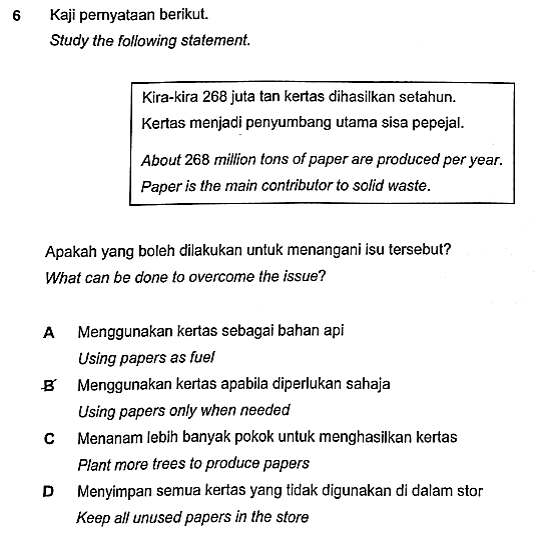 6 Kaji pernyataan berikut.
Study the following statement.
Kira-kira 268 juta tan kertas dihasilkan setahun.
Kertas menjadi penyumbang utama sisa pepejal.
About 268 million tons of paper are produced per year.
Paper is the main contributor to solid waste.
Apakah yang boleh dilakukan untuk menangani isu tersebut?
What can be done to overcome the issue?
A Menggunakan kertas sebagai bahan api
Using papers as fuel
B Menggunakan kertas apabila diperlukan sahaja
Using papers only when needed
C Menanam lebih banyak pokok untuk menghasilkan kertas
Plant more trees to produce papers
D Menyimpan semua kertas yang tidak digunakan di dalam stor
Keep all unused papers in the store